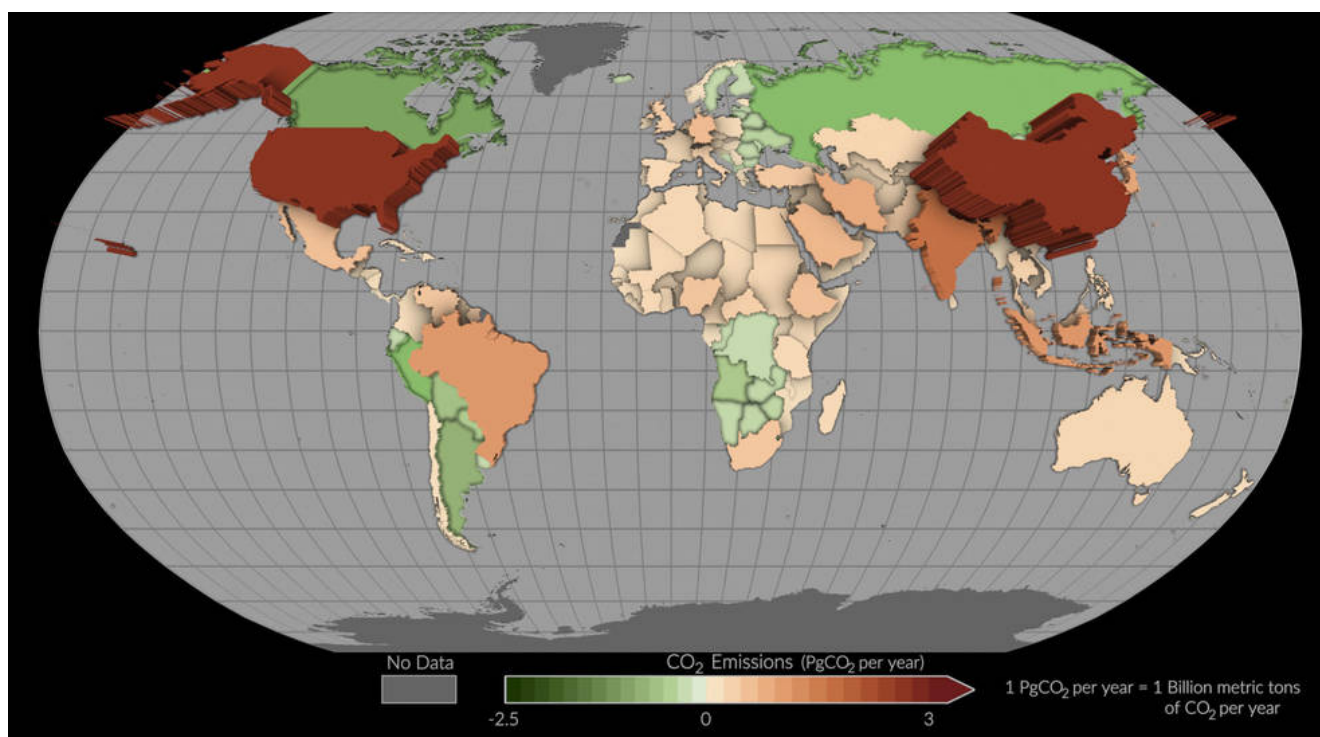 No Data
CO₂ Emissions (PgCO₂ per year)
-2.5 0 3
1 PgCO₂ per year = 1 Billion metric tons
of CO₂ per year